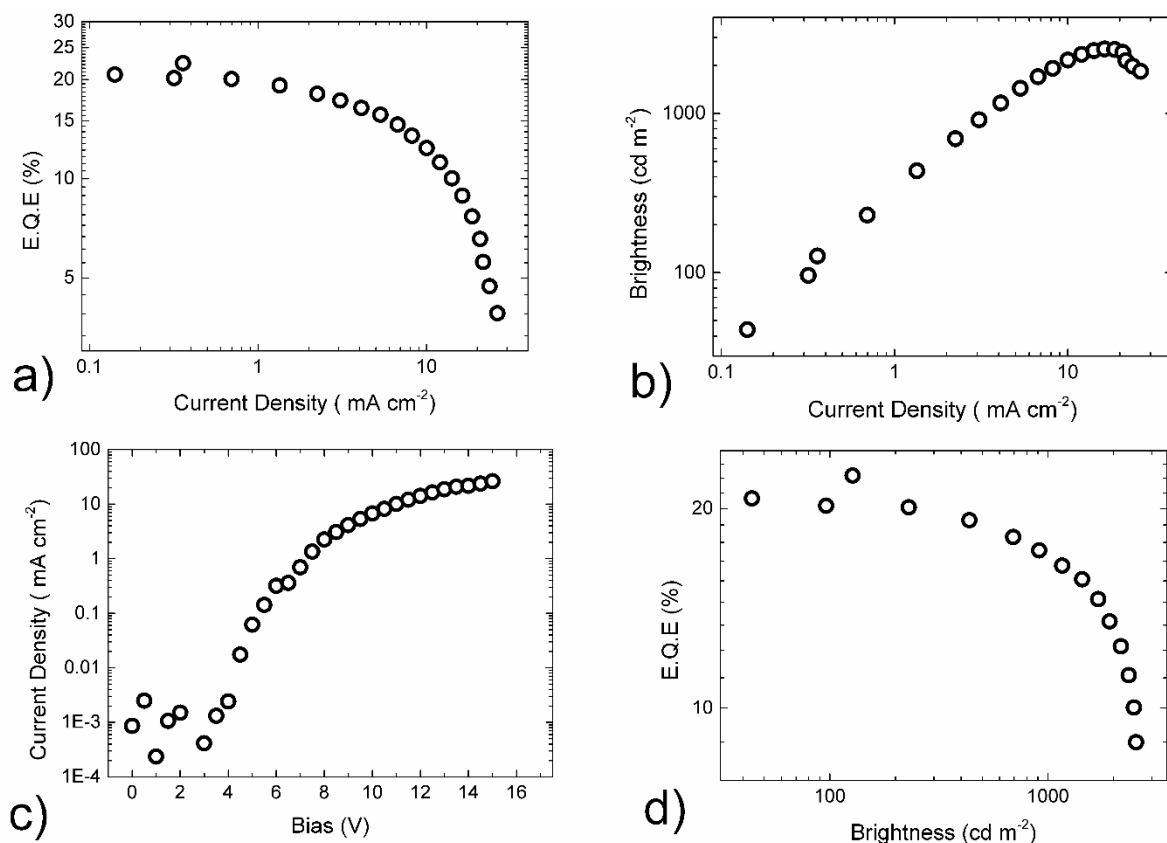 30
25
20
15
10
5
E.Q.E (%)
0.1 1 10
Current Density ( mA cm-2)
a)
1000
100
Brightness (cd m-2)
0.1 1 10
Current Density ( mA cm-2)
b)
100
10
1
0.1
0.01
1E-3
1E-4
Current Density ( mA cm-2)
0 2 4 6 8 10 12 14 16
Bias (V)
c)
20
10
E.Q.E (%)
100 1000
Brightness (cd m-2)
d)